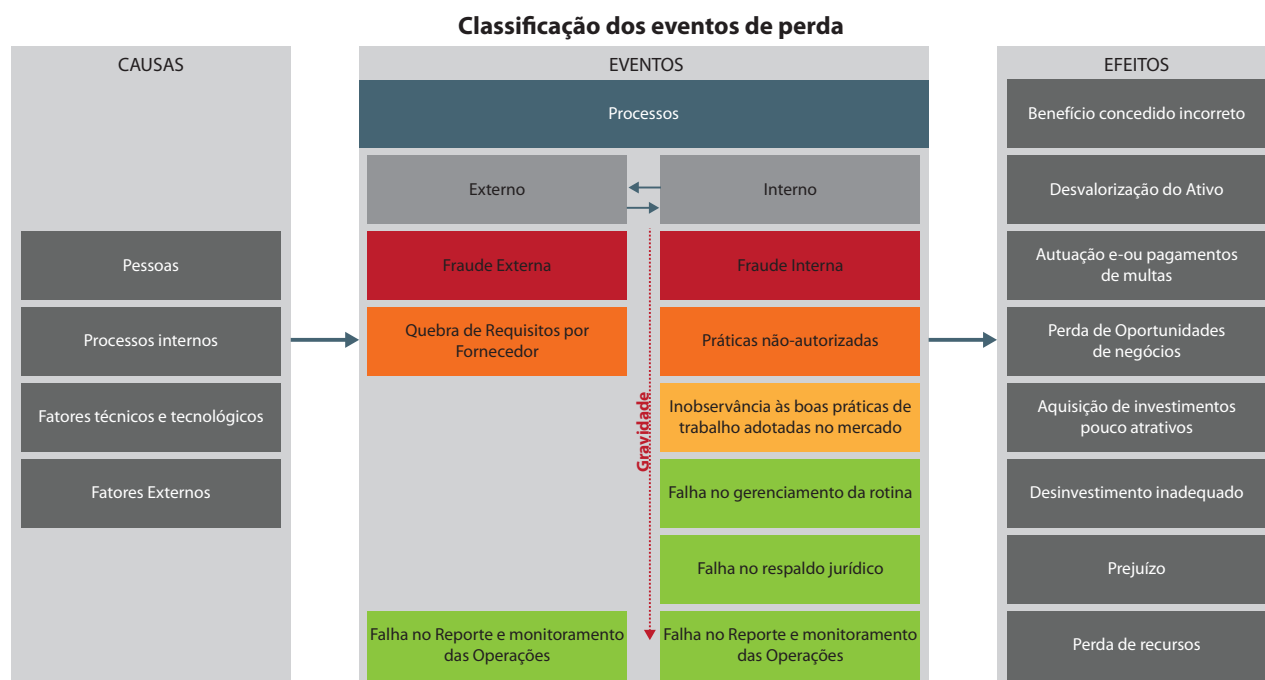 Classificação dos eventos de perda
CAUSAS
Pessoas
Processos internos
Fatores técnicos e tecnológicos
Fatores Externos
EVENTOS
Processos
Externo
Interno
Fraude Externa
Fraude Interna
Quebra de Requisitos por
Fornecedor
Práticas não-autorizadas
Inobservância às boas práticas de
trabalho adotadas no mercado
Falha no gerenciamento da rotina
Falha no respaldo jurídico
Falha no Reporte e monitoramento
das Operações
Falha no Reporte e monitoramento
das Operações
Gravidade
EFEITOS
Benefício concedido incorreto
Desvalorização do Ativo
Autuação e-ou pagamentos
de multas
Perda de Oportunidades
de negócios
Aquisição de investimentos
pouco atrativos
Desinvestimento inadequado
Prejuízo
Perda de recursos